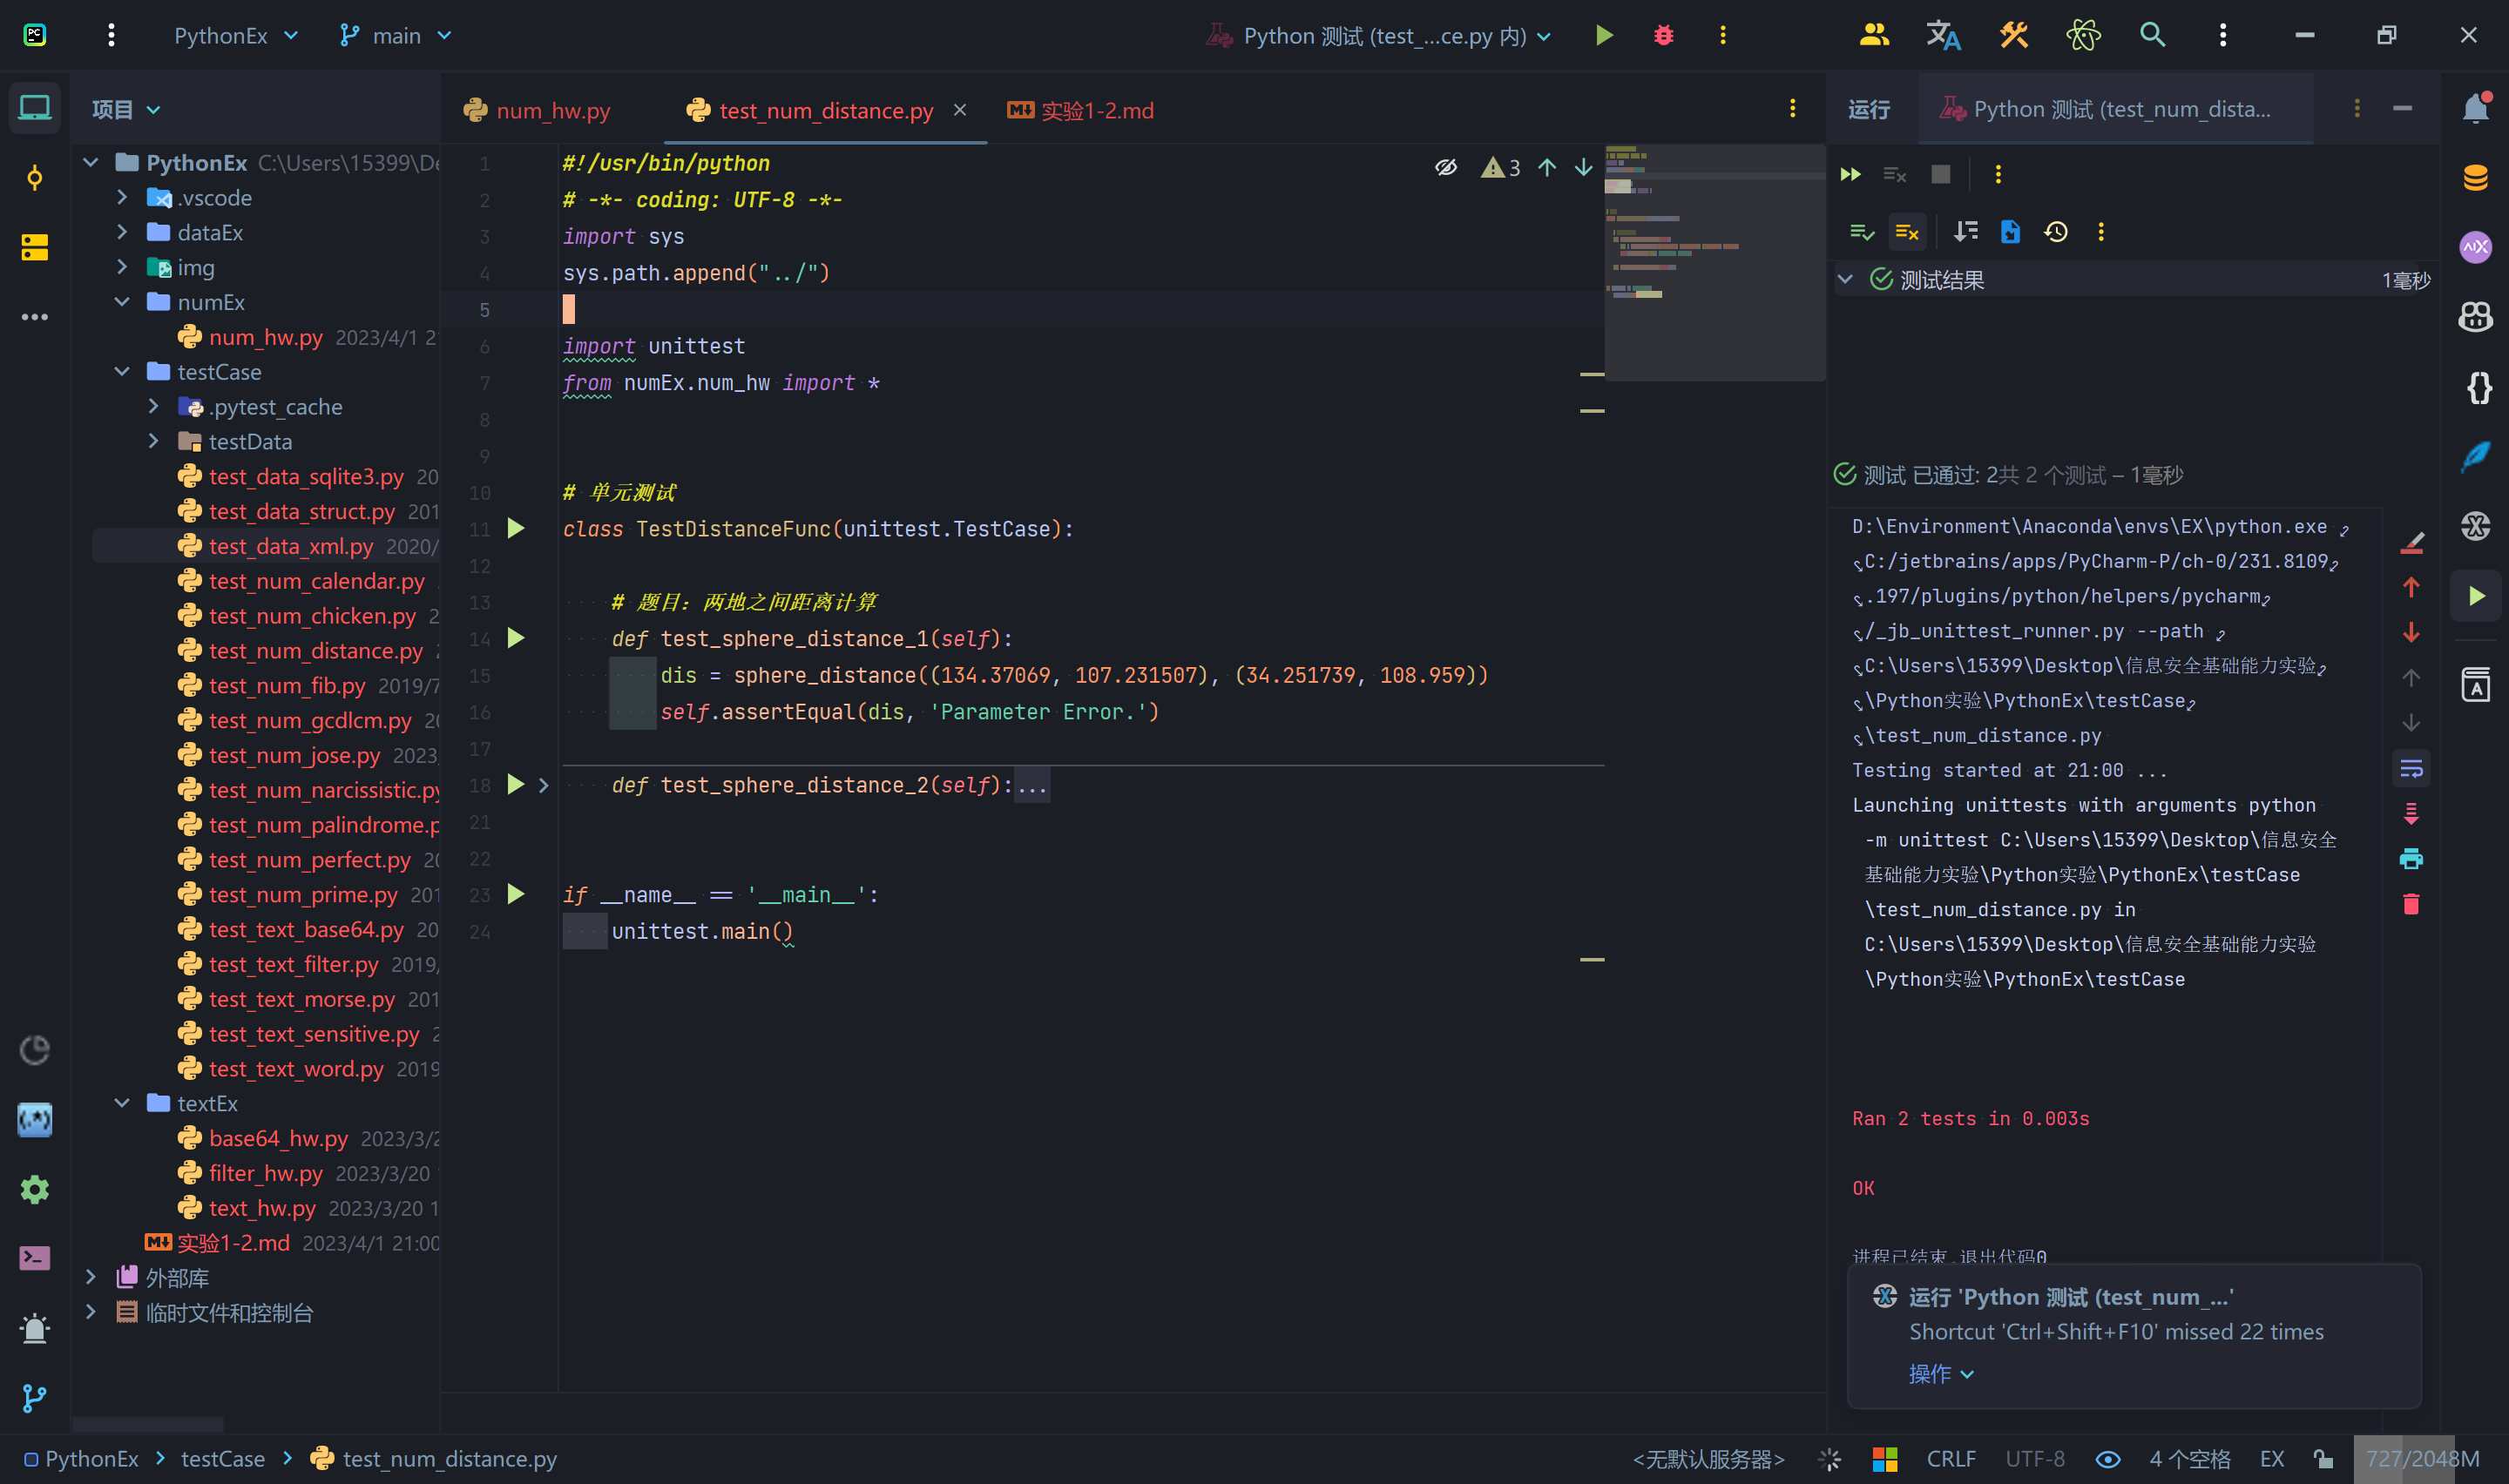 PythonEx
main
Python 测试 (test_...ce.py 内)
项目
PythonEx C:\Users\15399\De
.vscode
dataEx
img
numEx
num_hw.py 2023/4/1 2
testCase
.pytest_cache
testData
test_data_sqlite3.py 20
test_data_struct.py 201
test_data_xml.py 2020/
test_num_calendar.py
test_num_chicken.py 2
test_num_distance.py
test_num_fib.py 2019/7
test_num_gcdlcm.py 20
test_num_jose.py 2023
test_num_narcissistic.py
test_num_palindrome.p
test_num_perfect.py 20
test_num_prime.py 201
test_text_base64.py 20
test_text_filter.py 2019/
test_text_morse.py 201
test_text_sensitive.py 2
test_text_word.py 2019
textEx
base64_hw.py 2023/3/2
filter_hw.py 2023/3/20
text_hw.py 2023/3/20 1
实验1-2.md 2023/4/1 21:00
外部库
临时文件和控制台
num_hw.py
test_num_distance.py
实验1-2.md
3
1 #!/usr/bin/python
2 # -*- coding: UTF-8 -*-
3 import sys
4 sys.path.append("../")
5
6 import unittest
7 from numEx.num_hw import *
8
9
10 # 单元测试
11 class TestDistanceFunc(unittest.TestCase):
12
13 # 题目: 两地之间距离计算
14 def test_sphere_distance_1(self):
15 dis = sphere_distance((134.37069, 107.231507), (34.251739, 108.959))
16 self.assertEqual(dis, 'Parameter Error.')
17
18 def test_sphere_distance_2(self):...
21
22
23 if __name__ == '__main__':
24 unittest.main()
运行
Python 测试 (test_num_dista...
测试结果 1毫秒
测试 已通过: 2共 2 个测试 – 1毫秒
D:\Environment\Anaconda\envs\EX\python.exe
C:/jetbrains/apps/PyCharm-P/ch-0/231.8109
.197/plugins/python/helpers/pycharm
/_jb_unittest_runner.py --path
C:\Users\15399\Desktop\信息安全基础能力实验
\Python实验\PythonEx\testCase
\test_num_distance.py
Testing started at 21:00 ...
Launching unittests with arguments python
-m unittest C:\Users\15399\Desktop\信息安全
基础能力实验\Python实验\PythonEx\testCase
\test_num_distance.py in
C:\Users\15399\Desktop\信息安全基础能力实验
\Python实验\PythonEx\testCase
Ran 2 tests in 0.003s
OK
进程已结束,退出代码0
运行 'Python 测试 (test_num_...'
Shortcut 'Ctrl+Shift+F10' missed 22 times
操作
PythonEx
testCase
test_num_distance.py
<无默认服务器>
CRLF
UTF-8
4 个空格
EX
727/2048M